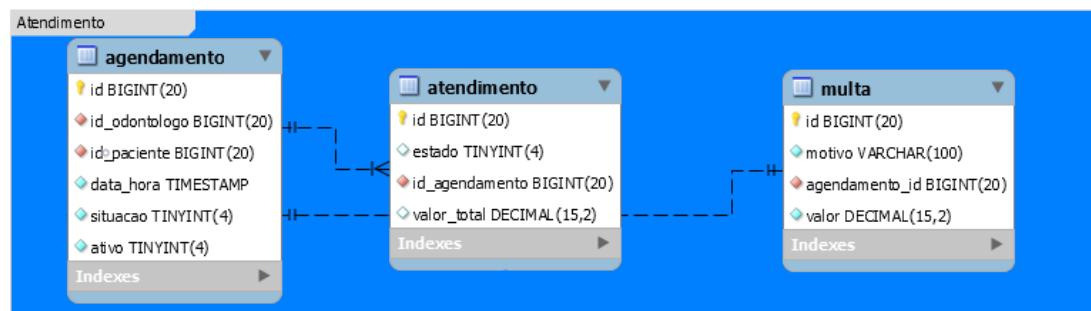 Atendimento
agendamento
id BIGINT(20)
id_odontologo BIGINT(20)
id_paciente BIGINT(20)
data_hora TIMESTAMP
situacao TINYINT(4)
ativo TINYINT(4)
Indexes
atendimento
id BIGINT(20)
estado TINYINT(4)
id_agendamento BIGINT(20)
valor_total DECIMAL(15,2)
Indexes
multa
id BIGINT(20)
motivo VARCHAR(100)
agendamento_id BIGINT(20)
valor DECIMAL(15,2)
Indexes